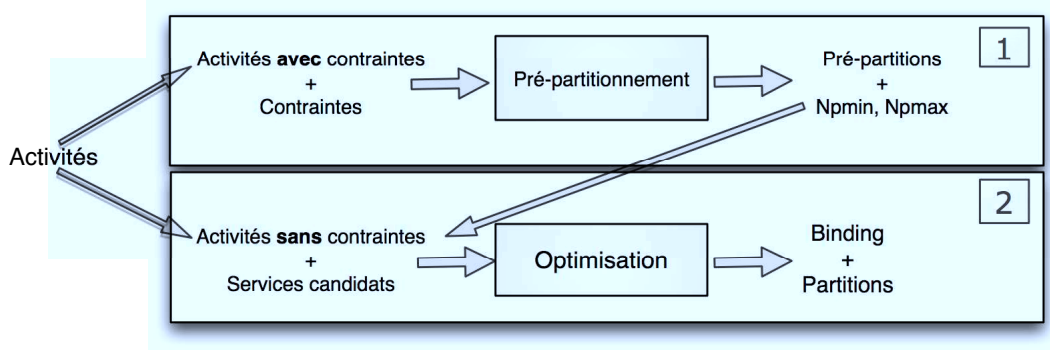 Activités
Activités avec contraintes
+
Contraintes
Pré-partitionnement
Pré-partitions
+
Npmin, Npmax
1
Activités sans contraintes
+
Services candidats
Optimisation
Binding
+
Partitions
2